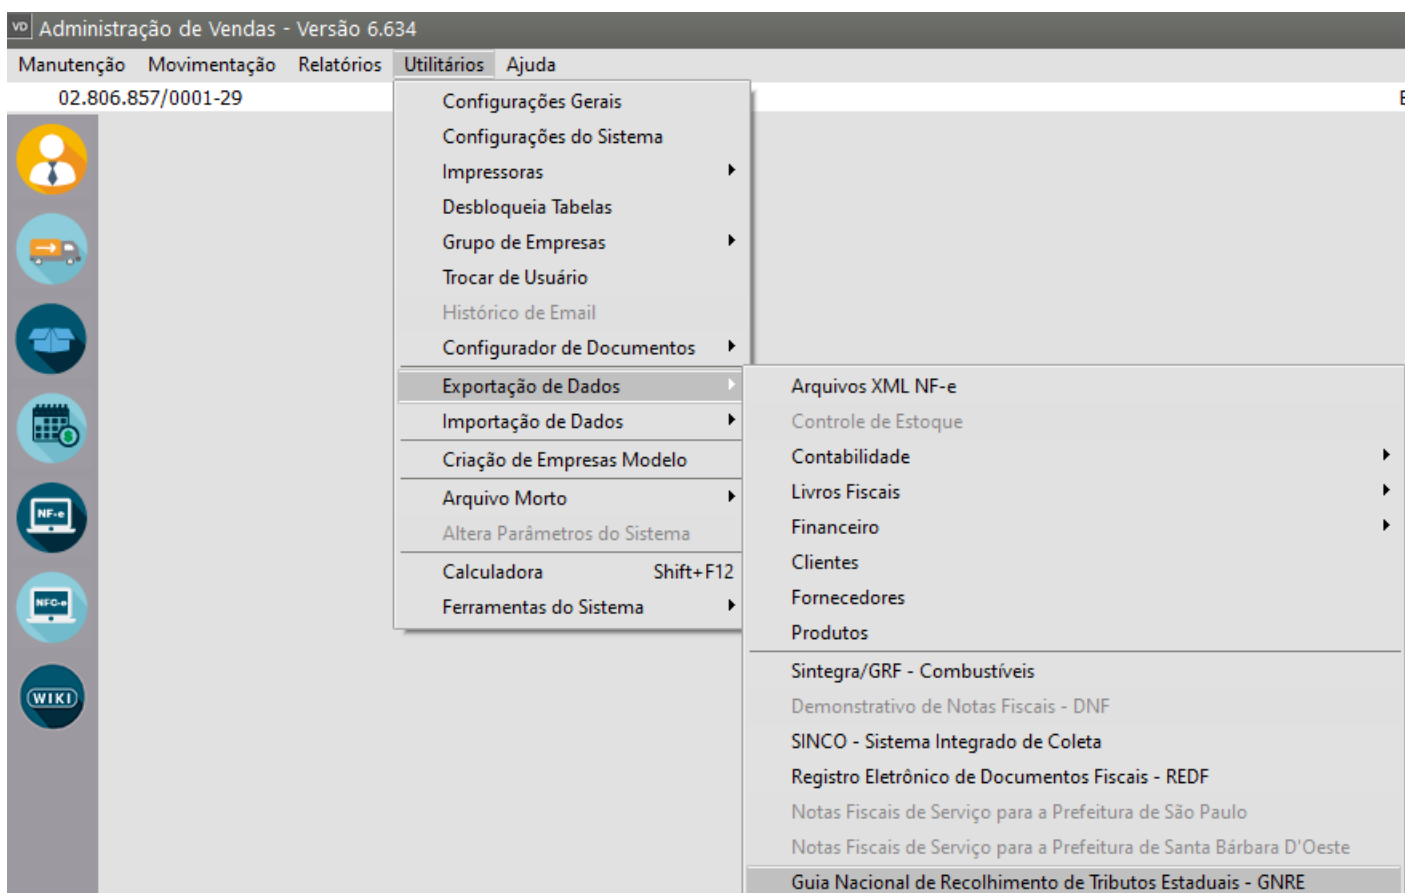 VD Administração de Vendas - Versão 6.634
Manutenção Movimentação Relatórios Utilitários Ajuda
02.806.857/0001-29
Configurações Gerais
Configurações do Sistema
Impressoras
Desbloqueia Tabelas
Grupo de Empresas
Trocar de Usuário
Histórico de Email
Configurador de Documentos
Exportação de Dados
Importação de Dados
Criação de Empresas Modelo
Arquivo Morto
Altera Parâmetros do Sistema
Calculadora Shift+F12
Ferramentas do Sistema
Arquivos XML NF-e
Controle de Estoque
Contabilidade
Livros Fiscais
Financeiro
Clientes
Fornecedores
Produtos
Sintegra/GRF - Combustíveis
Demonstrativo de Notas Fiscais - DNF
SINCO - Sistema Integrado de Coleta
Registro Eletrônico de Documentos Fiscais - REDF
Notas Fiscais de Serviço para a Prefeitura de São Paulo
Notas Fiscais de Serviço para a Prefeitura de Santa Bárbara D'Oeste
Guia Nacional de Recolhimento de Tributos Estaduais - GNRE
NF-e
NFC-e
WIKI